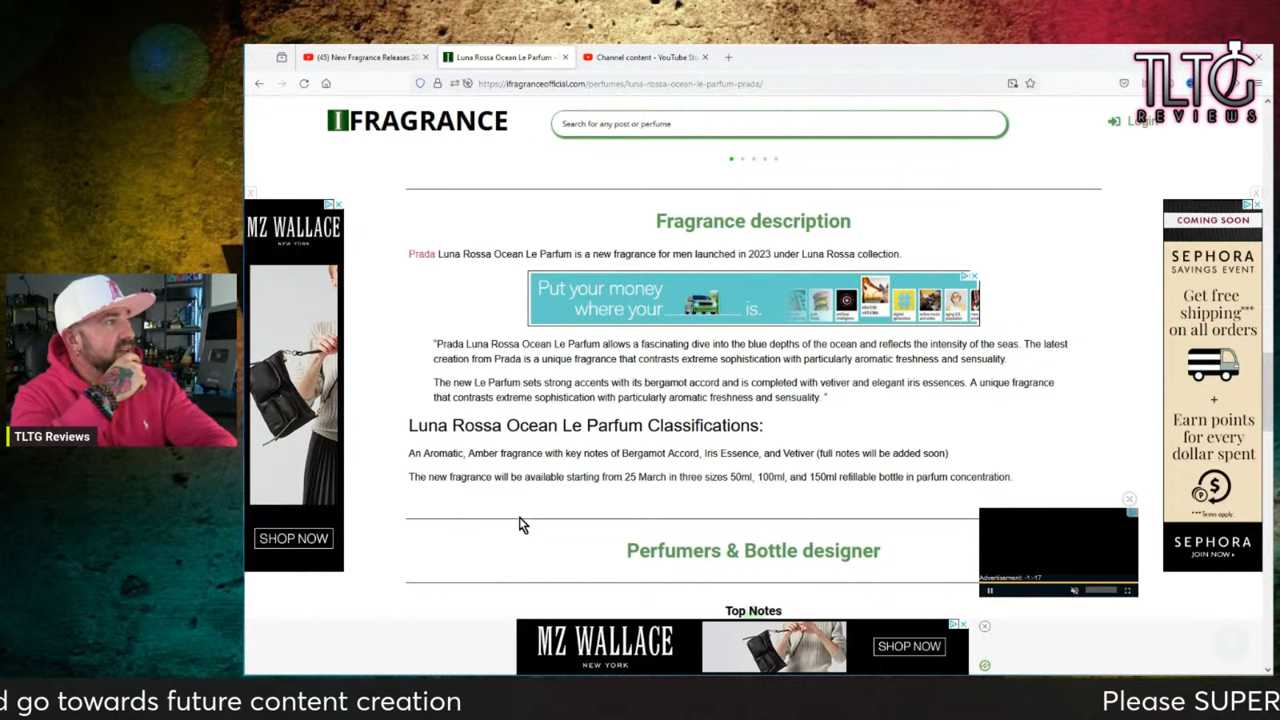 (45) New Fragrance Releases 20
Luna Rossa Ocean Le Parfum -
Channel content - YouTube Stu
https://ifragranceofficial.com/perfumes/luna-rossa-ocean-le-parfum-prada/
TLTG
REVIEWS
IFRAGRANCE
Search for any post or perfume
Login
Fragrance description
Prada Luna Rossa Ocean Le Parfum is a new fragrance for men launched in 2023 under Luna Rossa collection.
Put your money
where your is.
"Prada Luna Rossa Ocean Le Parfum allows a fascinating dive into the blue depths of the ocean and reflects the intensity of the seas. The latest
creation from Prada is a unique fragrance that contrasts extreme sophistication with particularly aromatic freshness and sensuality.
The new Le Parfum sets strong accents with its bergamot accord and is completed with vetiver and elegant iris essences. A unique fragrance
that contrasts extreme sophistication with particularly aromatic freshness and sensuality. "
Luna Rossa Ocean Le Parfum Classifications:
An Aromatic, Amber fragrance with key notes of Bergamot Accord, Iris Essence, and Vetiver (full notes will be added soon)
The new fragrance will be available starting from 25 March in three sizes 50ml, 100ml, and 150ml refillable bottle in parfum concentration.
Perfumers & Bottle designer
Advertisement: -1:-17
Top Notes
MZ WALLACE
NEW YORK
SHOP NOW
MZ WALLACE
NEW YORK
SHOP NOW
COMING SOON
SEPHORA
SAVINGS EVENT
Get free
shipping***
on all orders
+
Earn points
for every
dollar spent
***Terms apply.
SEPHORA
JOIN NOW
TLTG Reviews
d go towards future content creation
Please SUPER